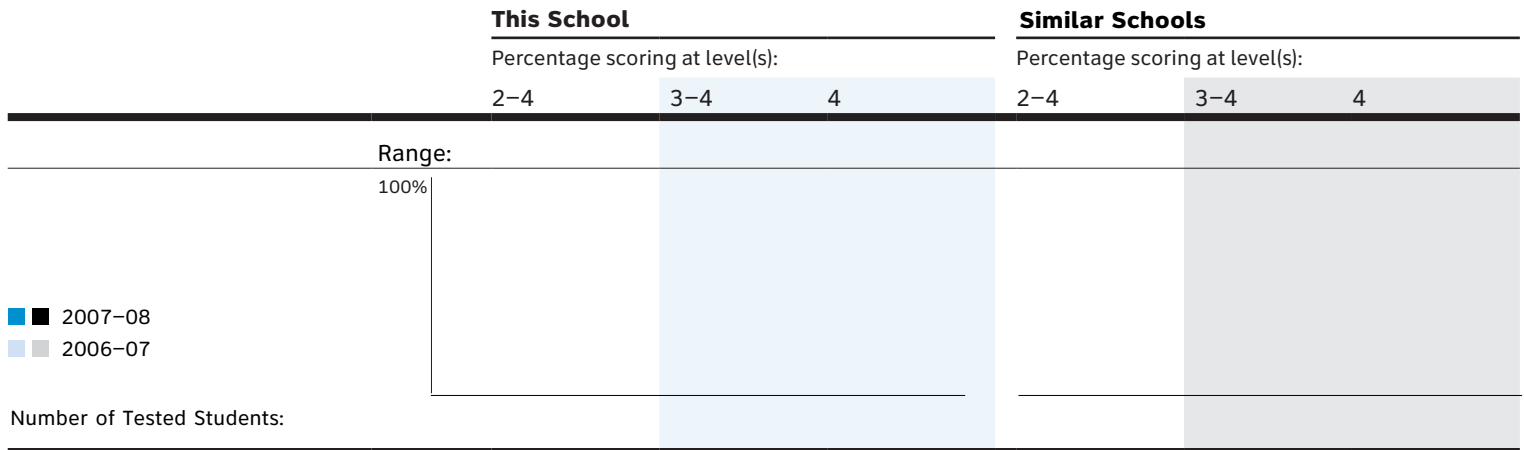 This School Similar Schools
Percentage scoring at level(s): Percentage scoring at level(s):
2–4 3–4 4 2–4 3–4 4
Range:
100%
2007–08
2006–07
Number of Tested Students: